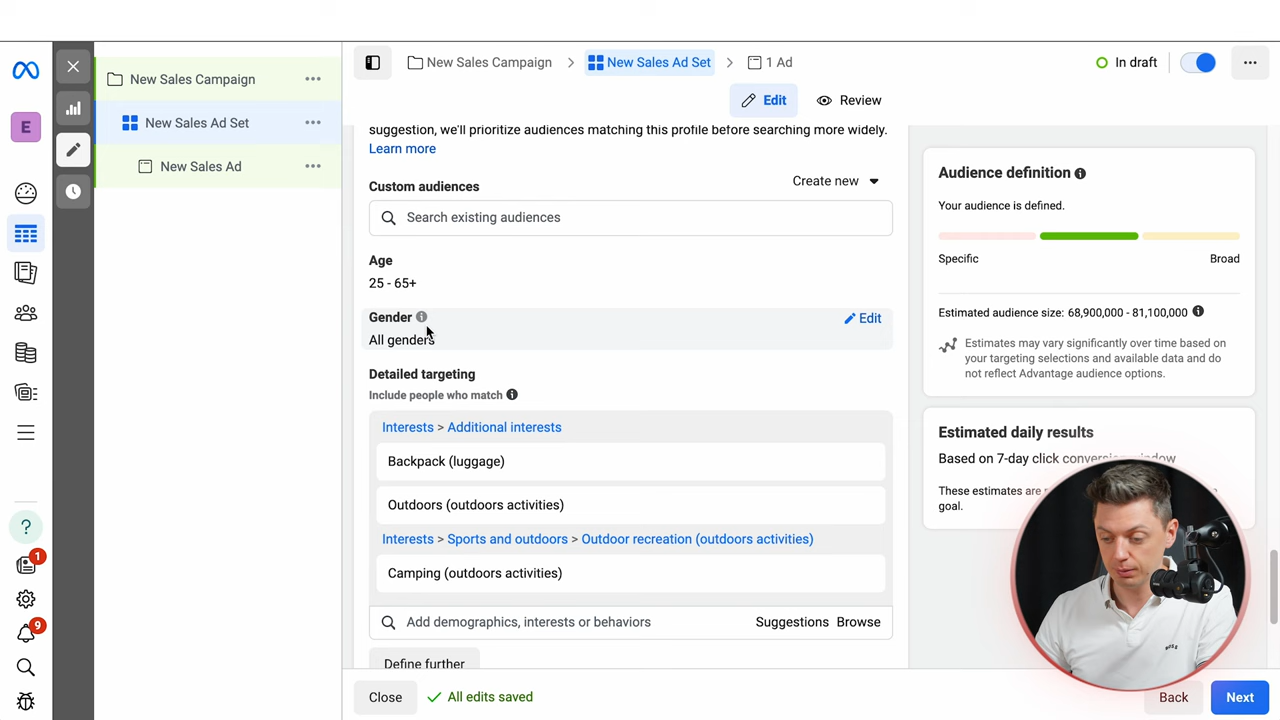 New Sales Campaign
New Sales Ad Set
New Sales Ad
New Sales Campaign > New Sales Ad Set > 1 Ad
In draft
Edit
Review
E
suggestion, we'll prioritize audiences matching this profile before searching more widely.
Learn more
Custom audiences
Create new
Search existing audiences
Age
25 - 65+
Gender
Edit
All genders
Detailed targeting
Include people who match
Interests > Additional interests
Backpack (luggage)
Outdoors (outdoors activities)
Interests > Sports and outdoors > Outdoor recreation (outdoors activities)
Camping (outdoors activities)
Add demographics, interests or behaviors
Suggestions Browse
Define further
Close
All edits saved
Back
Next
Audience definition
Your audience is defined.
Specific
Broad
Estimated audience size: 68,900,000 - 81,100,000
Estimates may vary significantly over time based on
your targeting selections and available data and do
not reflect Advantage audience options.
Estimated daily results
Based on 7-day click conversion window
These estimates are
goal.
?
1
9
BOSS